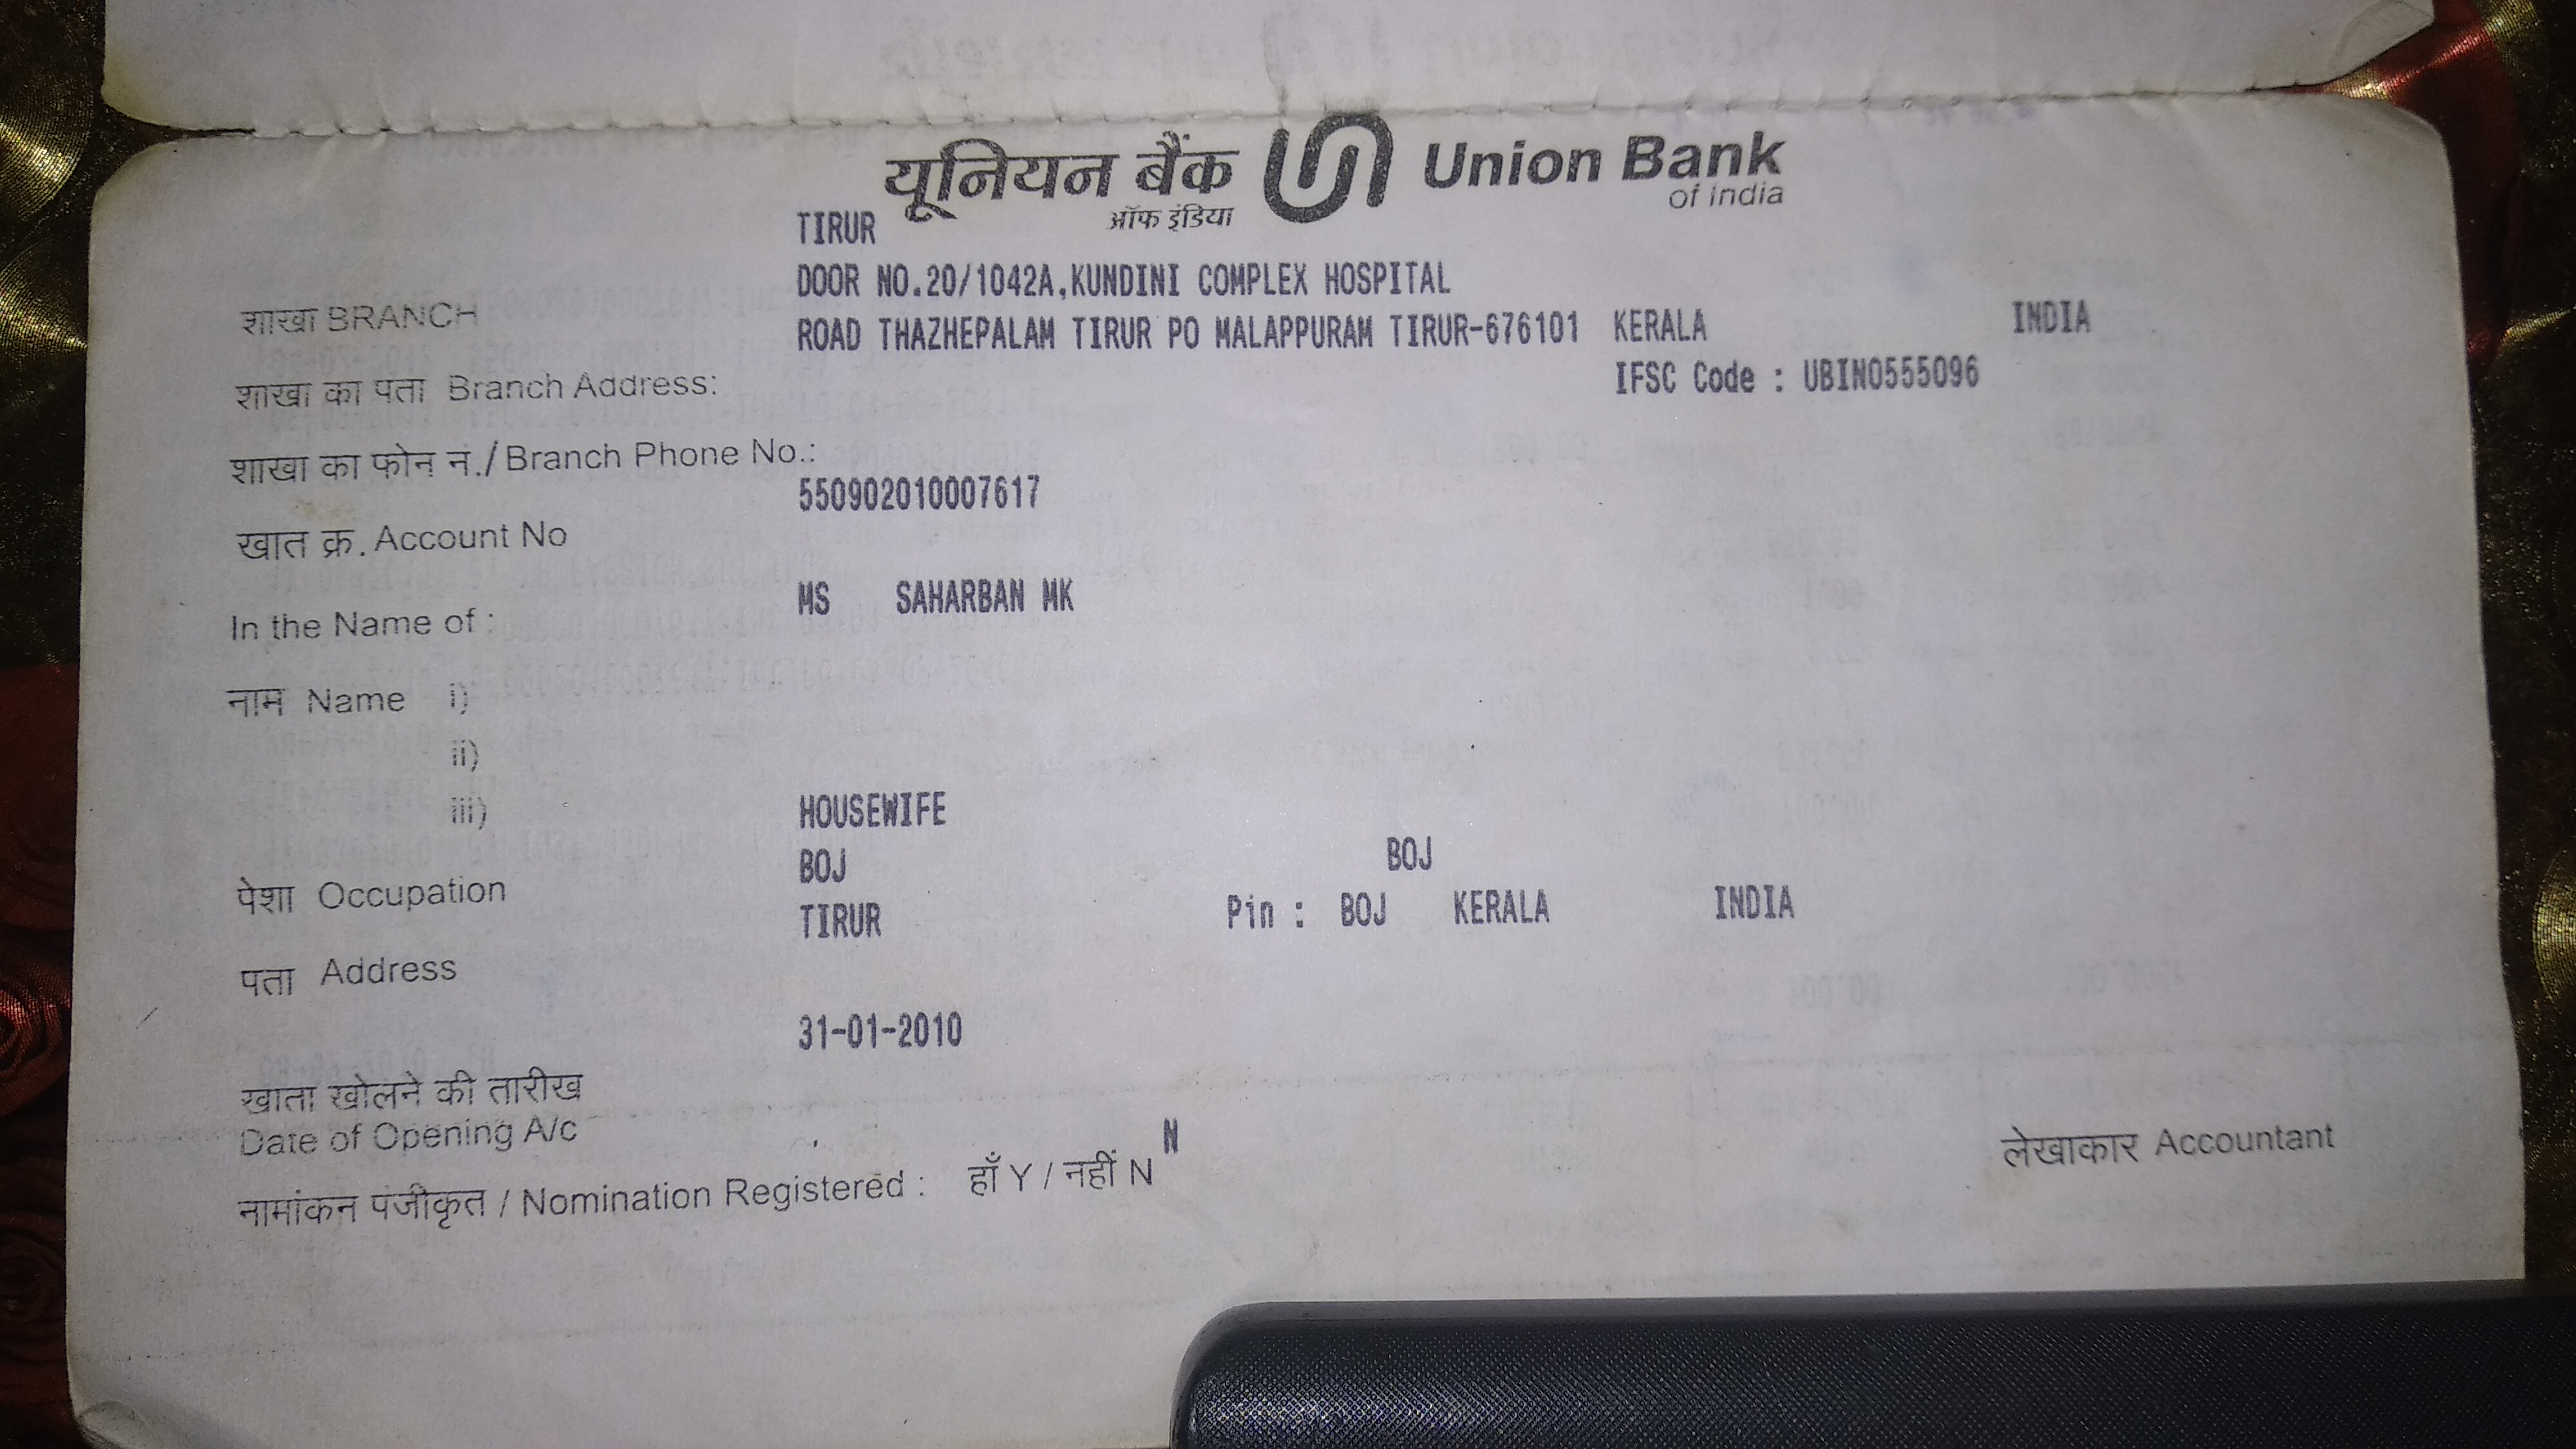 यूनियन बैंक Union Bank
ऑफ इंडिया of India
TIRUR
शाखा BRANCH DOOR NO.20/1042A,KUNDINI COMPLEX HOSPITAL
ROAD THAZHEPALAM TIRUR PO MALAPPURAM TIRUR-676101 KERALA INDIA
शाखा का पता Branch Address: IFSC Code : UBIN0555096
शाखा का फोन नं./ Branch Phone No.:
खात क्र. Account No 550902010007617
In the Name of : MS SAHARBAN MK
नाम Name i)
ii)
iii) HOUSEWIFE
पेशा Occupation BOJ BOJ
TIRUR Pin : BOJ KERALA INDIA
पता Address
31-01-2010
खाता खोलने की तारीख
Date of Opening A/c N
नामांकन पंजीकृत / Nomination Registered : हाँ Y / नहीं N
लेखाकार Accountant